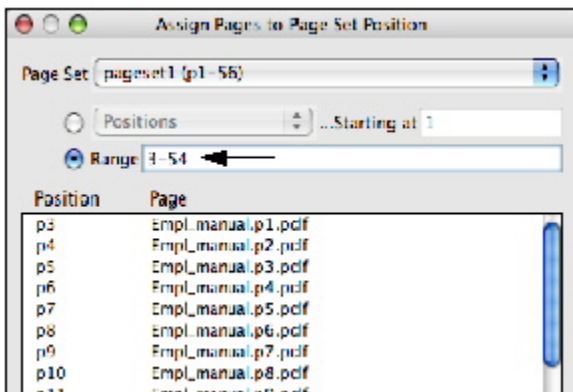 Assign Pages to Page Set Position
Page Set pageset1 (p1-56)
Positions ...Starting at 1
Range 3-54
Position Page
p3 Empl_manual.p1.pdf
p4 Empl_manual.p2.pdf
p5 Empl_manual.p3.pdf
p6 Empl_manual.p4.pdf
p7 Empl_manual.p5.pdf
p8 Empl_manual.p6.pdf
p9 Empl_manual.p7.pdf
p10 Empl_manual.p8.pdf